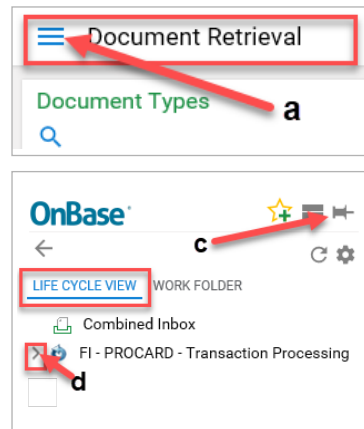 Document Retrieval
Document Types
a
OnBase
c
LIFE CYCLE VIEW WORK FOLDER
Combined Inbox
FI - PROCARD - Transaction Processing
d